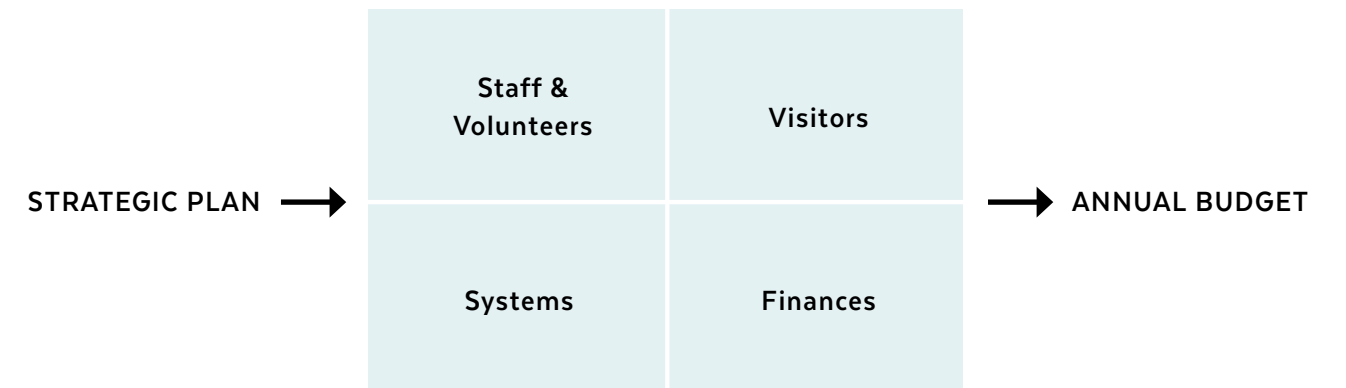 STRATEGIC PLAN
Staff &
Volunteers
Visitors
Systems
Finances
ANNUAL BUDGET